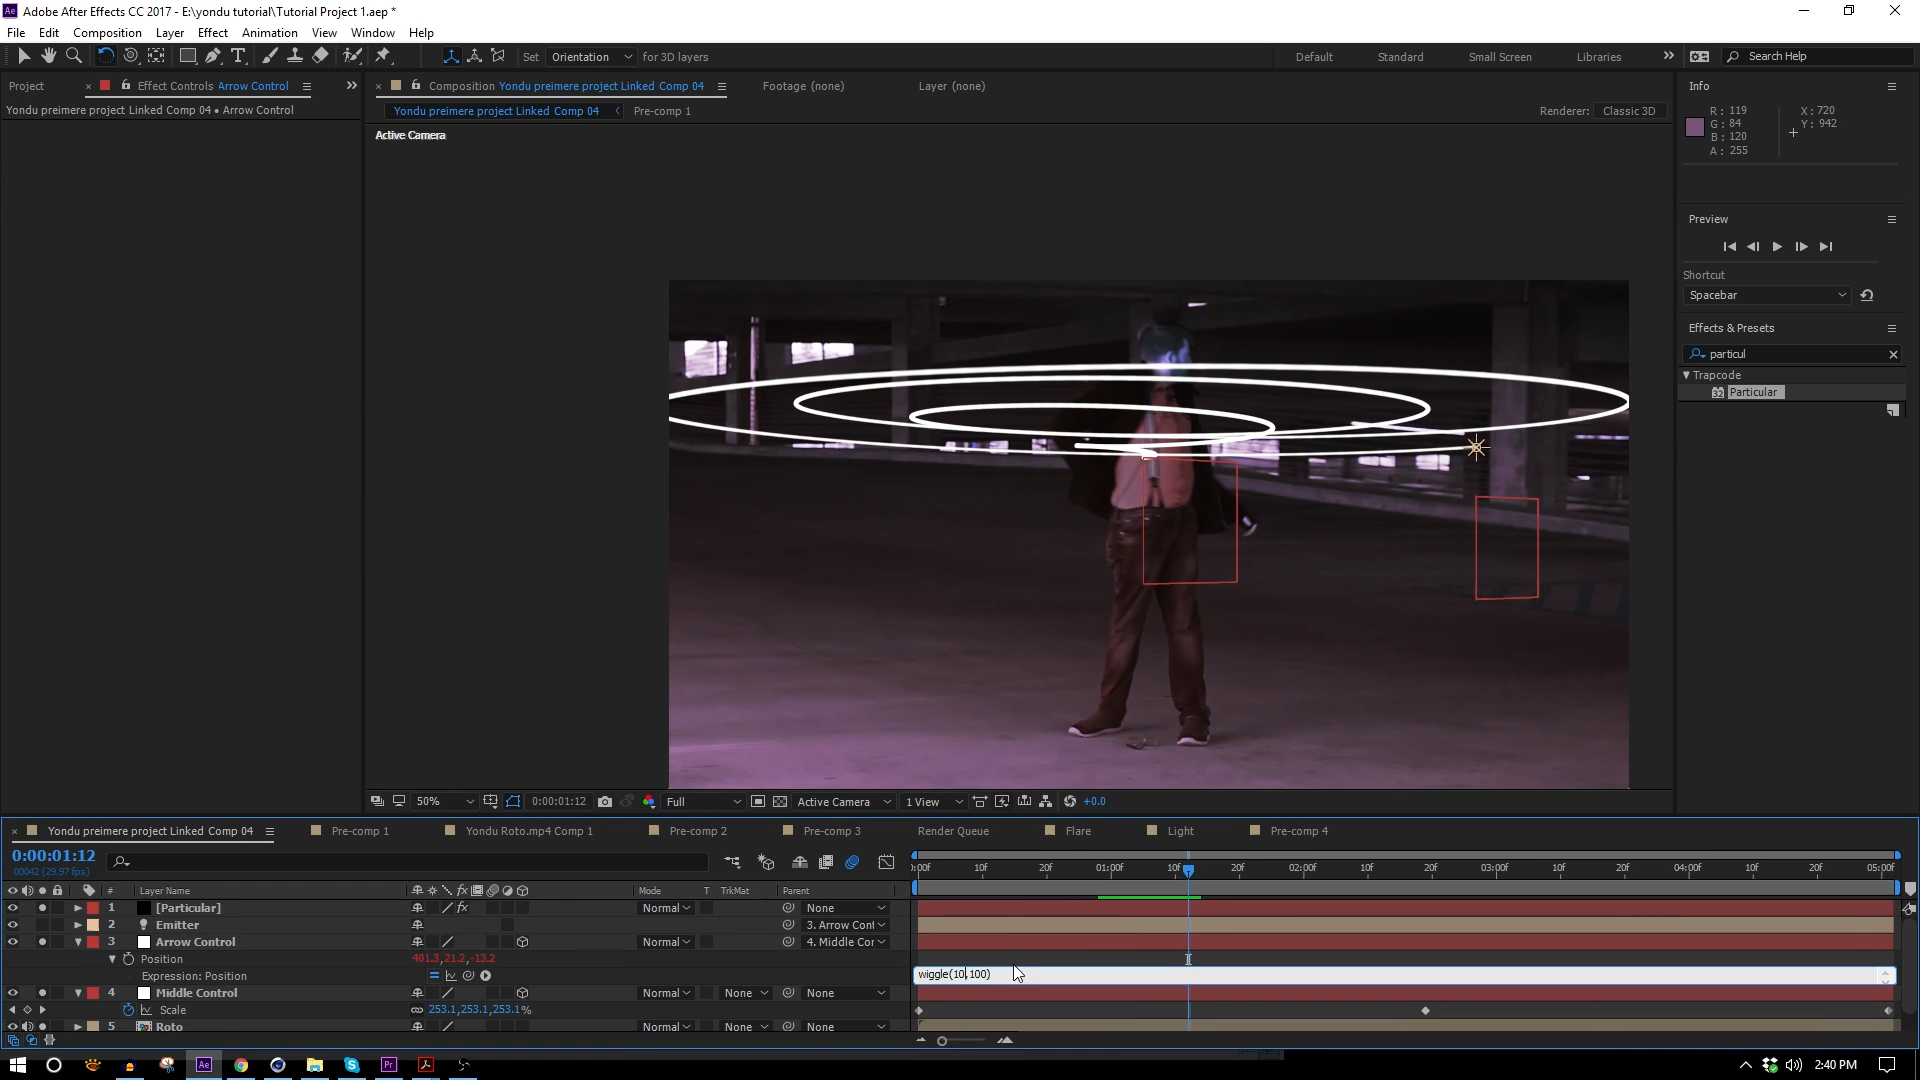 Adobe After Effects CC 2017 - E:\yondu tutorial\Tutorial Project 1.aep *
File Edit Composition Layer Effect Animation View Window Help
Set Orientation for 3D layers Default Standard Small Screen Libraries Search Help
Project Effect Controls Arrow Control
Yondu preimere project Linked Comp 04 • Arrow Control
Composition Yondu preimere project Linked Comp 04 Footage (none) Layer (none)
Yondu preimere project Linked Comp 04 Pre-comp 1 Renderer: Classic 3D
Active Camera
Info
R: 119
G: 84
B: 120
A: 255
X: 720
Y: 942
Preview
Shortcut
Spacebar
Effects & Presets
particul
Trapcode
32 Particular
50% 0:00:01:12 Full Active Camera 1 View +0.0
Yondu preimere project Linked Comp 04 Pre-comp 1 Yondu Roto.mp4 Comp 1 Pre-comp 2 Pre-comp 3 Render Queue Flare Light Pre-comp 4
0:00:01:12
00042 (29.97 fps)
):00f 10f 20f 01:00f 10f 20f 02:00f 10f 20f 03:00f 10f 20f 04:00f 10f 20f 05:00f
# Layer Name fx Mode T TrkMat Parent
1 [Particular] fx Normal None
2 Emitter 3. Arrow Cont
3 Arrow Control Normal 4. Middle Cor
Position 401.3,21.2,-13.2
Expression: Position wiggle(10,100)
4 Middle Control Normal None None
Scale 253.1,253.1,253.1%
5 Roto Normal None None
Ae Pr 2:40 PM